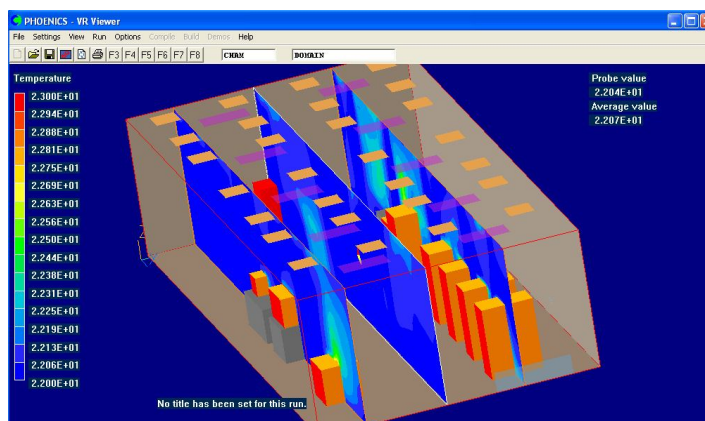 PHOENICS - VR Viewer
File Settings View Run Options Compile Build Demos Help
F3 F4 F5 F6 F7 F8 CHAM DOMAIN
Temperature
2.300E+01
2.294E+01
2.288E+01
2.281E+01
2.275E+01
2.269E+01
2.263E+01
2.256E+01
2.250E+01
2.244E+01
2.238E+01
2.231E+01
2.225E+01
2.219E+01
2.213E+01
2.206E+01
2.200E+01
Probe value
2.204E+01
Average value
2.207E+01
No title has been set for this run.